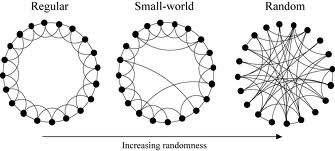 Regular
Small-world
Random
Increasing randomness